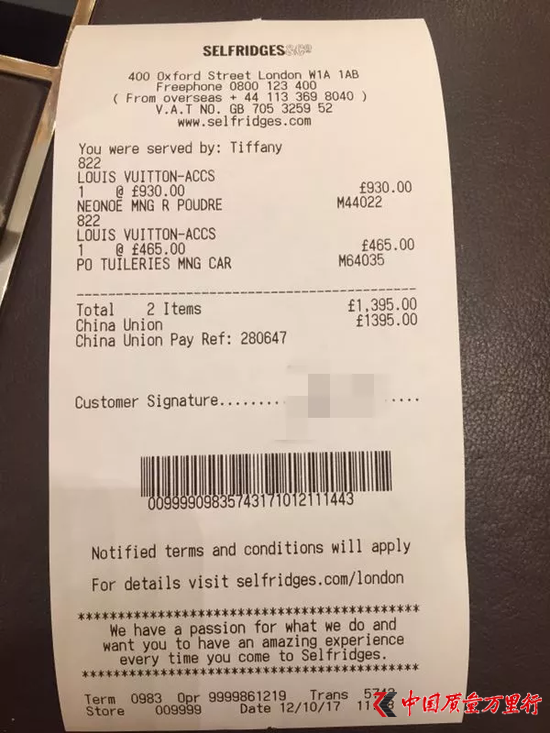 SELFRIDGES&Co
400 Oxford Street London W1A 1AB
Freephone 0800 123 400
( From overseas + 44 113 369 8040 )
V.A.T NO. GB 705 3259 52
www.selfridges.com
You were served by: Tiffany
822
LOUIS VUITTON-ACCS
1 @ £930.00 £930.00
NEONOE MNG R POUDRE M44022
822
LOUIS VUITTON-ACCS
1 @ £465.00 £465.00
PO TUILERIES MNG CAR M64035
--------------------------------------------
Total 2 Items £1,395.00
China Union £1395.00
China Union Pay Ref: 280647
Customer Signature...........
00999909835743171012111443
Notified terms and conditions will apply
For details visit selfridges.com/london
********************************************
We have a passion for what we do and
want you to have an amazing experience
every time you come to Selfridges.
********************************************
Term 0983 Opr 9999861219 Trans
Store 009999 Date 12/10/17
中国质量万里行